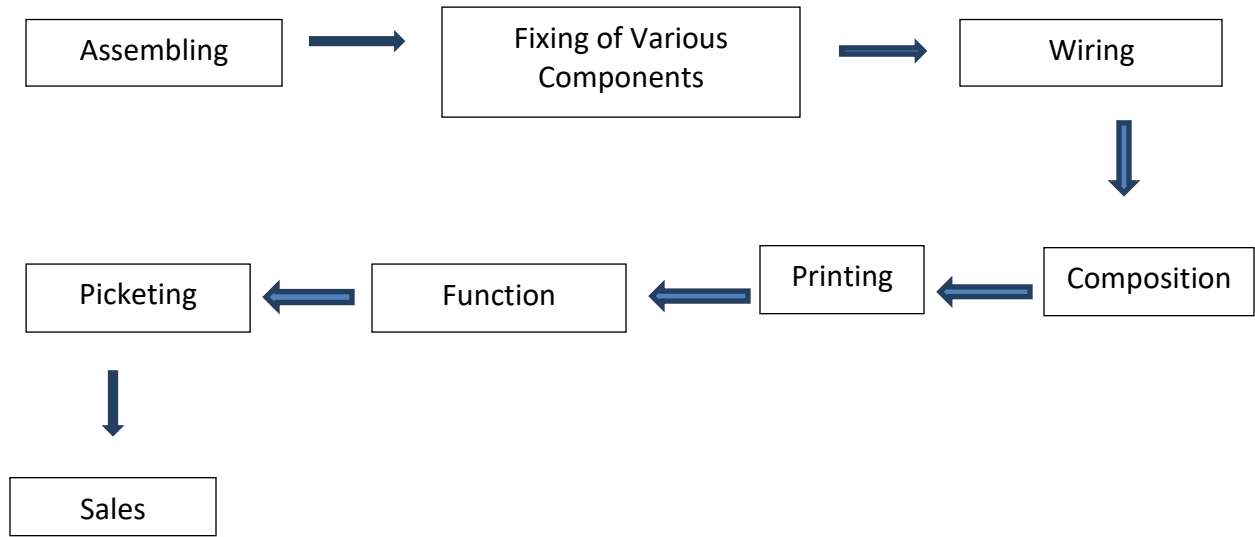 Assembling
Fixing of Various
Components
Wiring
Composition
Printing
Function
Picketing
Sales